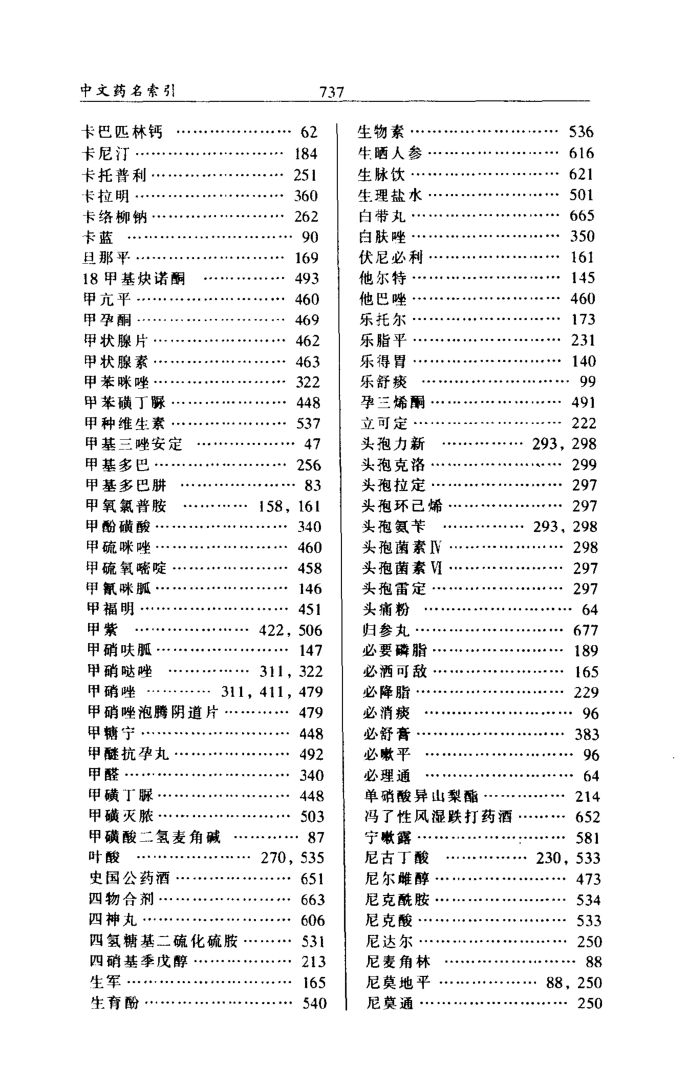 中文药名索引 737
卡巴匹林钙 …………………… 62
卡尼汀 …………………… 184
卡托普利 …………………… 251
卡拉明 …………………… 360
卡络柳钠 …………………… 262
卡蓝 …………………… 90
旦那平 …………………… 169
18甲基炔诺酮 …………… 493
甲亢平 …………………… 460
甲孕酮 …………………… 469
甲状腺片 …………………… 462
甲状腺素 …………………… 463
甲苯咪唑 …………………… 322
甲苯磺丁脲 …………………… 448
甲种维生素 …………………… 537
甲基三唑安定 …………… 47
甲基多巴 …………………… 256
甲基多巴肼 …………………… 83
甲氧氯普胺 ………… 158, 161
甲酚磺酸 …………………… 340
甲硫咪唑 …………………… 460
甲硫氧嘧啶 …………………… 458
甲氰咪胍 …………………… 146
甲福明 …………………… 451
甲紫 …………………… 422, 506
甲硝呋胍 …………………… 147
甲硝哒唑 …………… 311, 322
甲硝唑 ………… 311, 411, 479
甲硝唑泡腾阴道片 ………… 479
甲糖宁 …………………… 448
甲醚抗孕丸 …………………… 492
甲醛 …………………… 340
甲磺丁脲 …………………… 448
甲磺灭脓 …………………… 503
甲磺酸二氢麦角碱 ………… 87
叶酸 …………………… 270, 535
史国公药酒 …………………… 651
四物合剂 …………………… 663
四神丸 …………………… 606
四氢糖基二硫化硫胺 ……… 531
四硝基季戊醇 ………………… 213
生军 …………………… 165
生育酚 …………………… 540
生物素 …………………… 536
生晒人参 …………………… 616
生脉饮 …………………… 621
生理盐水 …………………… 501
白带丸 …………………… 665
白肤唑 …………………… 350
伏尼必利 …………………… 161
他尔特 …………………… 145
他巴唑 …………………… 460
乐托尔 …………………… 173
乐脂平 …………………… 231
乐得胃 …………………… 140
乐舒痰 …………………… 99
孕三烯酮 …………………… 491
立可定 …………………… 222
头孢力新 …………… 293, 298
头孢克洛 …………………… 299
头孢拉定 …………………… 297
头孢环己烯 …………………… 297
头孢氨苄 …………… 293, 298
头孢菌素Ⅳ …………………… 298
头孢菌素Ⅵ …………………… 297
头孢雷定 …………………… 297
头痛粉 …………………… 64
归参丸 …………………… 677
必要磷脂 …………………… 189
必洒可敌 …………………… 165
必降脂 …………………… 229
必消痰 …………………… 96
必舒膏 …………………… 383
必嗽平 …………………… 96
必理通 …………………… 64
单硝酸异山梨酯 …………… 214
冯了性风湿跌打药酒 ……… 652
宁嗽露 …………………… 581
尼古丁酸 …………… 230, 533
尼尔雌醇 …………………… 473
尼克酰胺 …………………… 534
尼克酸 …………………… 533
尼达尔 …………………… 250
尼麦角林 …………………… 88
尼莫地平 …………… 88, 250
尼莫通 …………………… 250